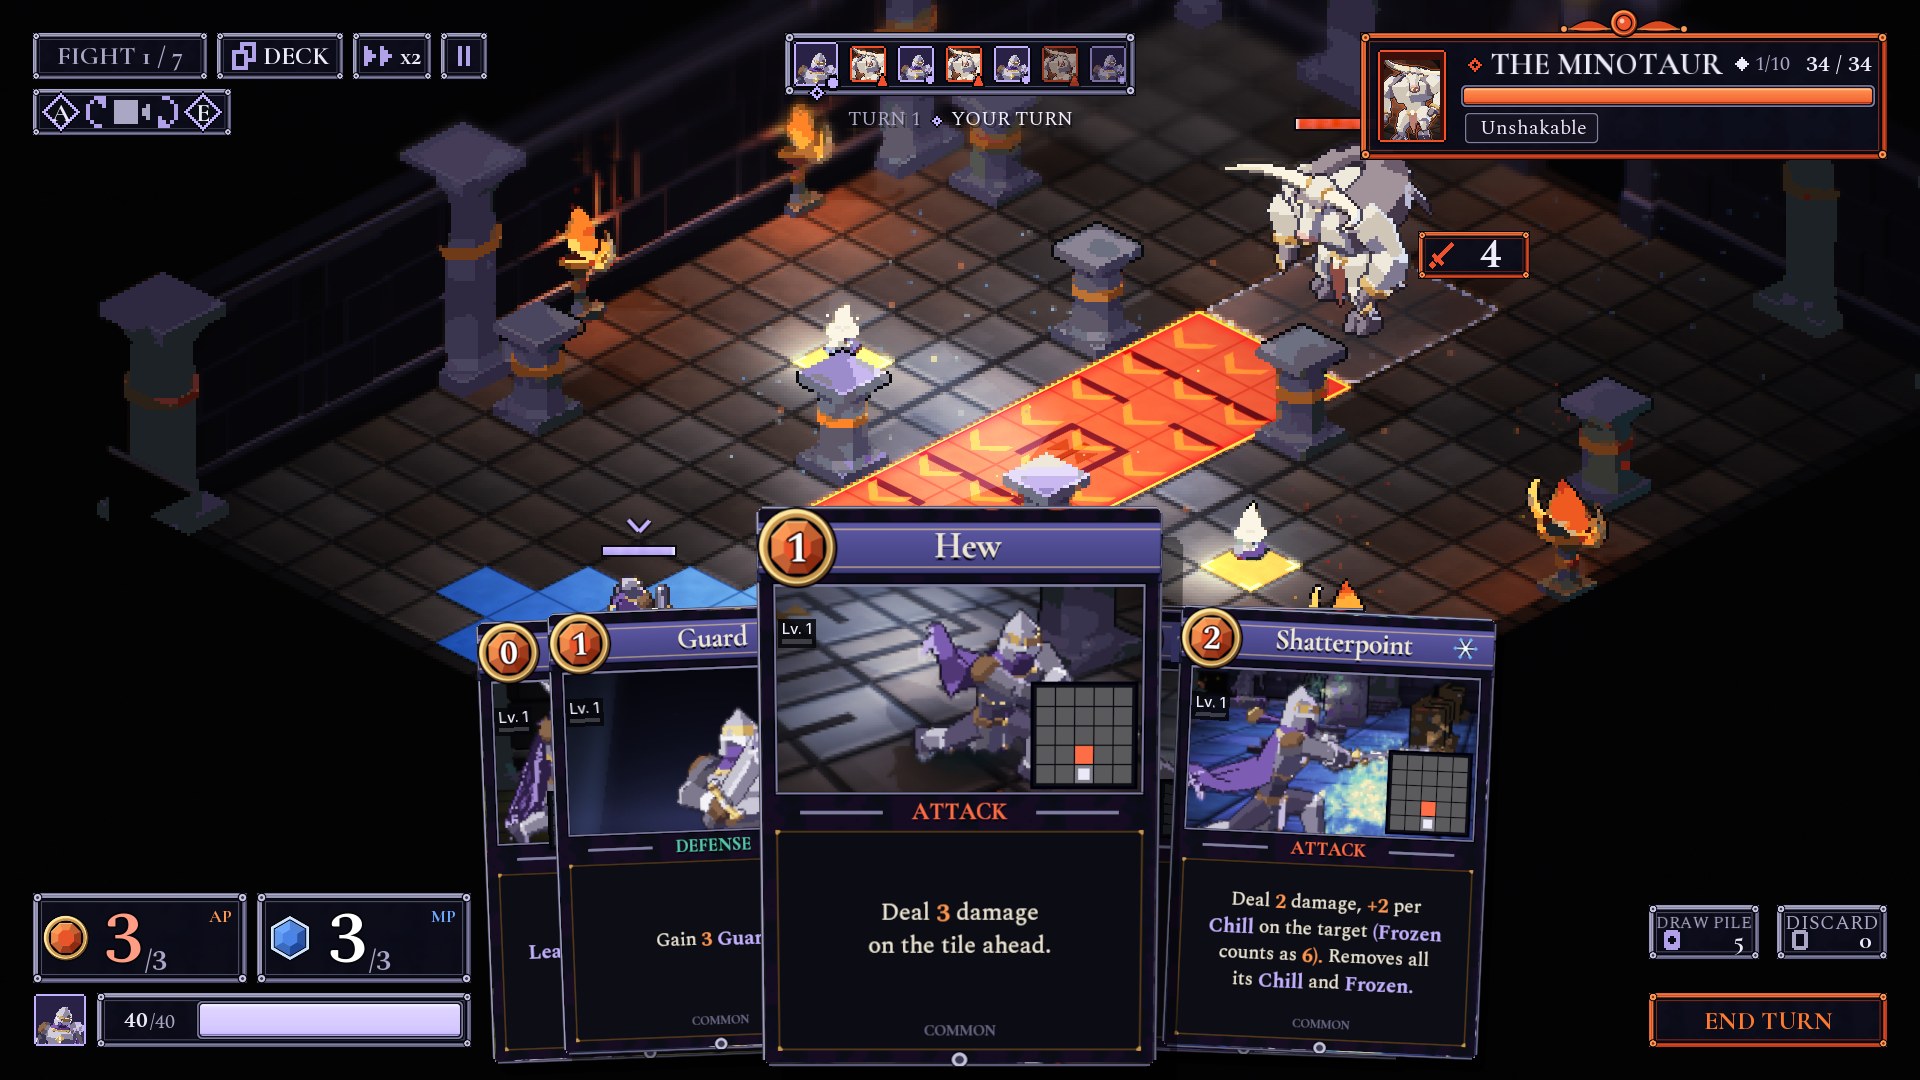 FIGHT 1 / 7
DECK
x2
A
E
TURN 1
YOUR TURN
THE MINOTAUR
1/10
34 / 34
Unshakable
4
0
Lv. 1
Lea
1
Guard
Lv. 1
DEFENSE
Gain 3 Guar
COMMON
1
Hew
Lv. 1
ATTACK
Deal 3 damage
on the tile ahead.
COMMON
2
Shatterpoint
Lv. 1
ATTACK
Deal 2 damage, +2 per
Chill on the target (Frozen
counts as 6). Removes all
its Chill and Frozen.
COMMON
3/3
AP
3/3
MP
40/40
DRAW PILE
5
DISCARD
0
END TURN